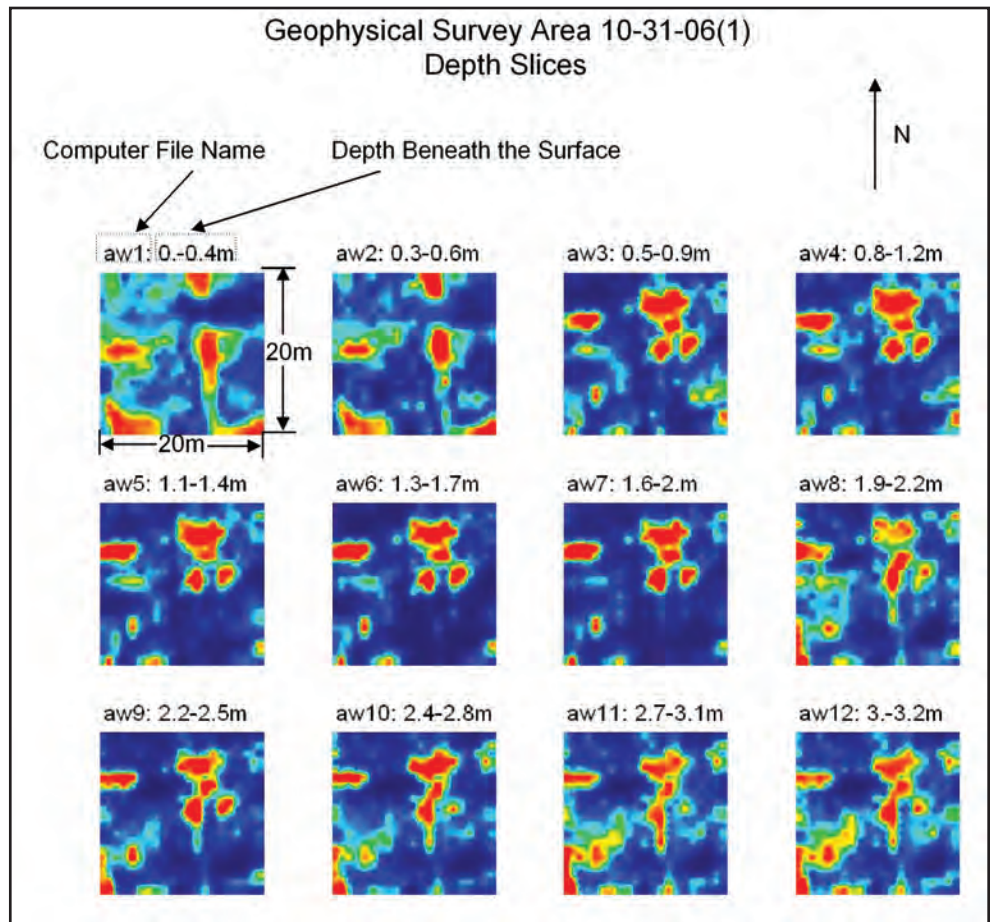 Geophysical Survey Area 10-31-06(1)
Depth Slices
N
Computer File Name
Depth Beneath the Surface
aw1: 0.-0.4m
aw2: 0.3-0.6m
aw3: 0.5-0.9m
aw4: 0.8-1.2m
20m
20m
aw5: 1.1-1.4m
aw6: 1.3-1.7m
aw7: 1.6-2.m
aw8: 1.9-2.2m
aw9: 2.2-2.5m
aw10: 2.4-2.8m
aw11: 2.7-3.1m
aw12: 3.-3.2m